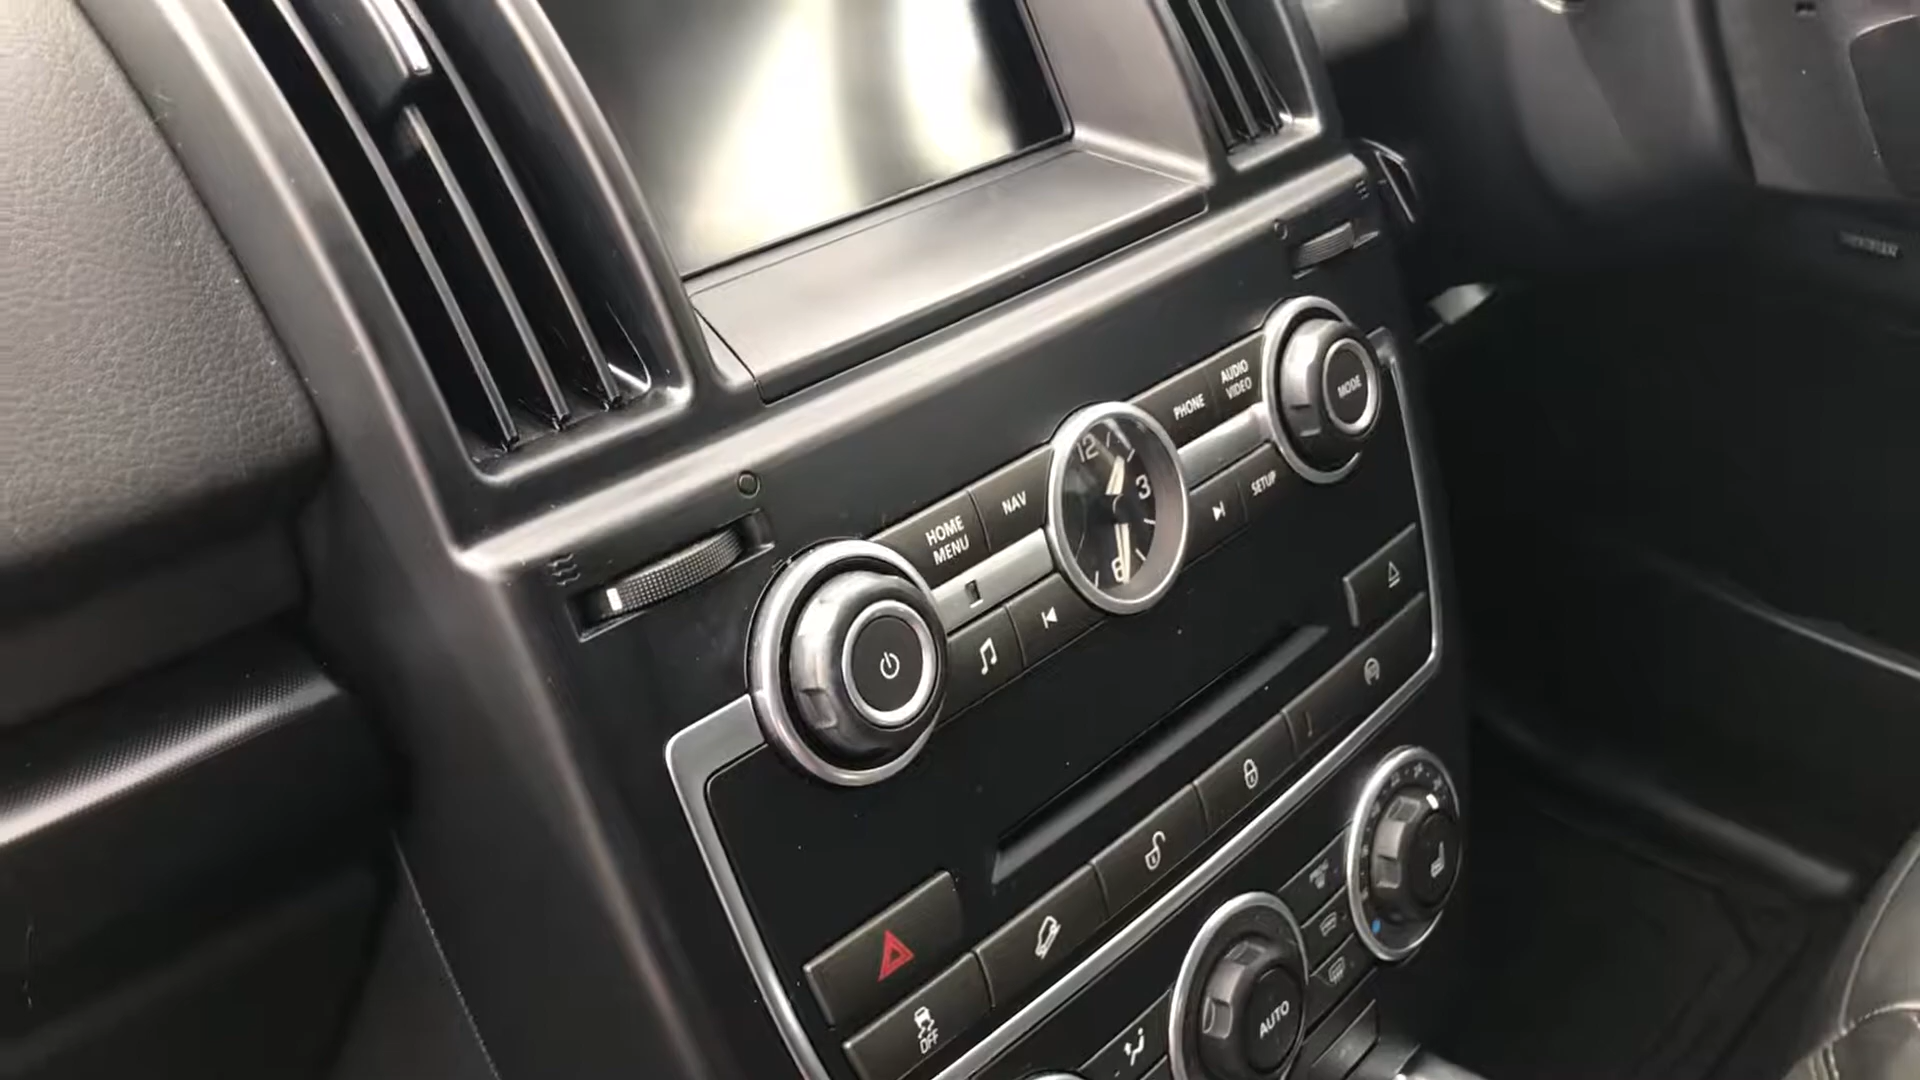 AUDIO
VIDEO
PHONE
MODE
NAV
HOME
MENU
SETUP
12
3
6
OFF
AUTO